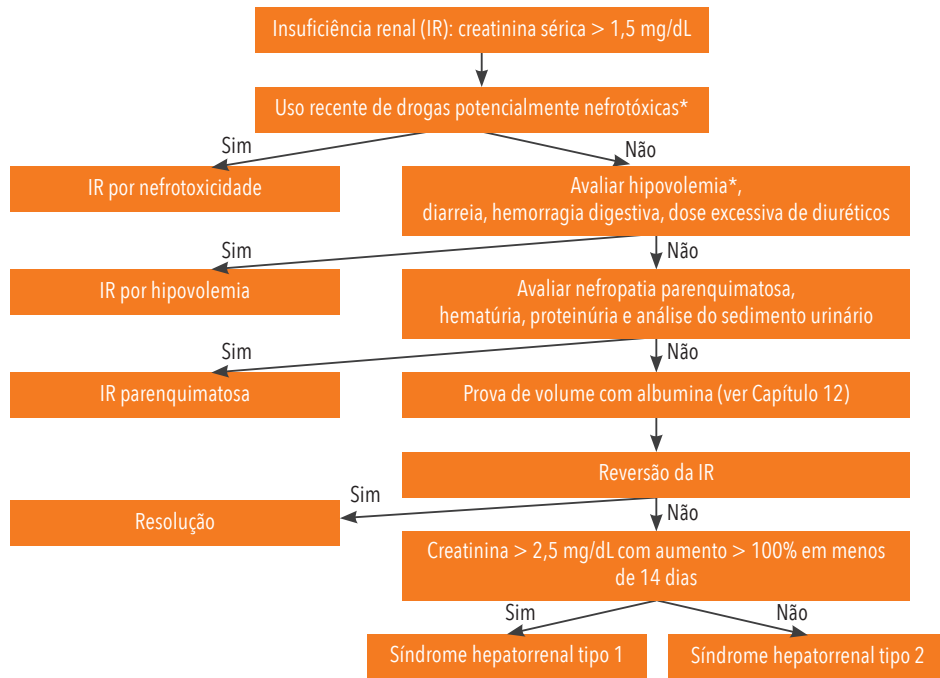 Insuficiência renal (IR): creatinina sérica > 1,5 mg/dL
Uso recente de drogas potencialmente nefrotóxicas*
Sim
Não
IR por nefrotoxicidade
Avaliar hipovolemia*,
diarreia, hemorragia digestiva, dose excessiva de diuréticos
Sim
Não
IR por hipovolemia
Avaliar nefropatia parenquimatosa,
hematúria, proteinúria e análise do sedimento urinário
Sim
Não
IR parenquimatosa
Prova de volume com albumina (ver Capítulo 12)
Reversão da IR
Sim
Não
Resolução
Creatinina > 2,5 mg/dL com aumento > 100% em menos
de 14 dias
Sim
Não
Síndrome hepatorrenal tipo 1
Síndrome hepatorrenal tipo 2